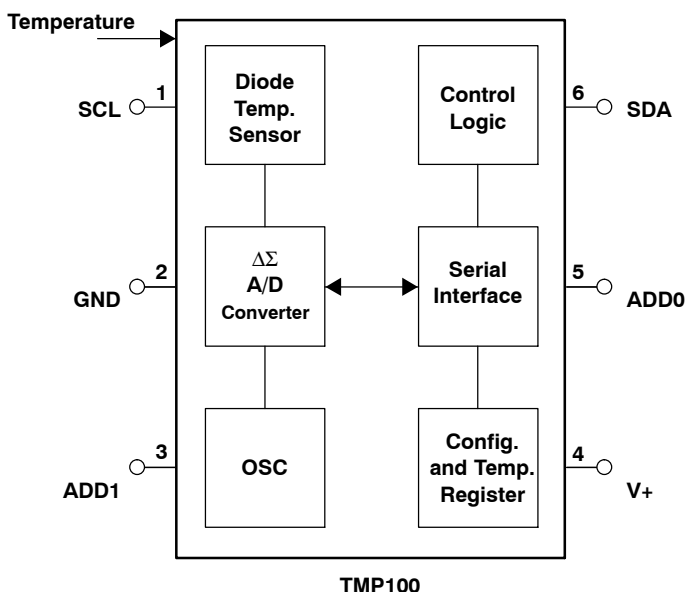 Temperature
SCL
1
Diode
Temp.
Sensor
Control
Logic
6
SDA
GND
2
ΔΣ
A/D
Converter
Serial
Interface
5
ADD0
ADD1
3
OSC
Config.
and Temp.
Register
4
V+
TMP100